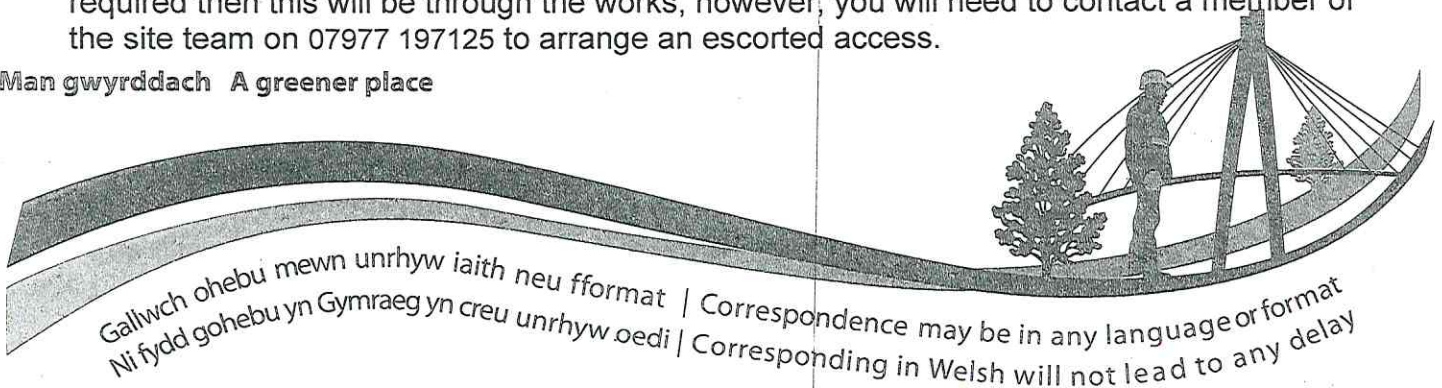 required then this will be through the works, however, you will need to contact a member of
the site team on 07977 197125 to arrange an escorted access.
Man gwyrddach A greener place
Gallwch ohebu mewn unrhyw iaith neu fformat | Correspondence may be in any language or format
Ni fydd gohebu yn Gymraeg yn creu unrhyw oedi | Corresponding in Welsh will not lead to any delay